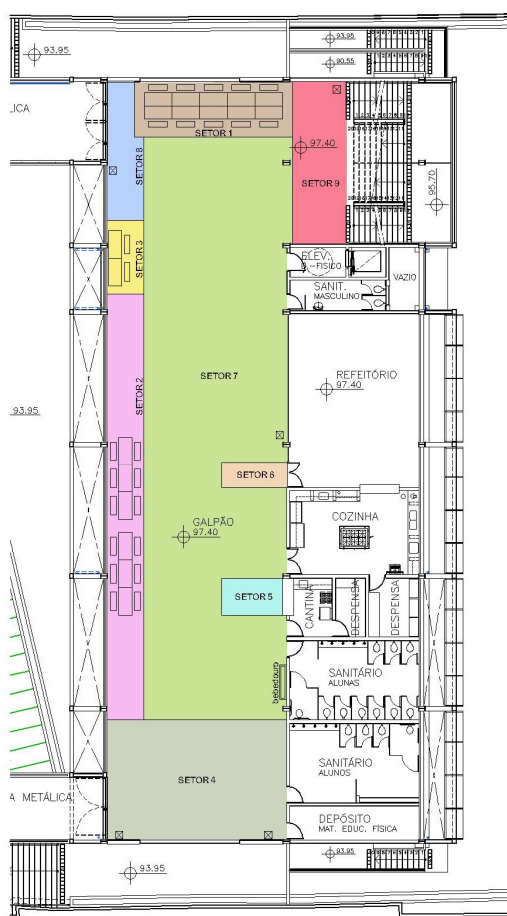 93.95
93.95
90.55
LICA
SETOR 1
97.40
SETOR 8
SETOR 9
95.70
SETOR 3
ELEV.
D.-FISICO
SANIT.
MASCULINO
VAZIO
SETOR 7
REFEITÓRIO
97.40
SETOR 2
93.95
SETOR 6
GALPÃO
97.40
COZINHA
SETOR 5
CANTINA
DESPENSA
DESPENSA
bebedouro
SANITÁRIO
ALUNAS
SETOR 4
SANITÁRIO
ALUNOS
A METÁLICA
DEPÓSITO
MAT. EDUC. FÍSICA
93.95
93.95